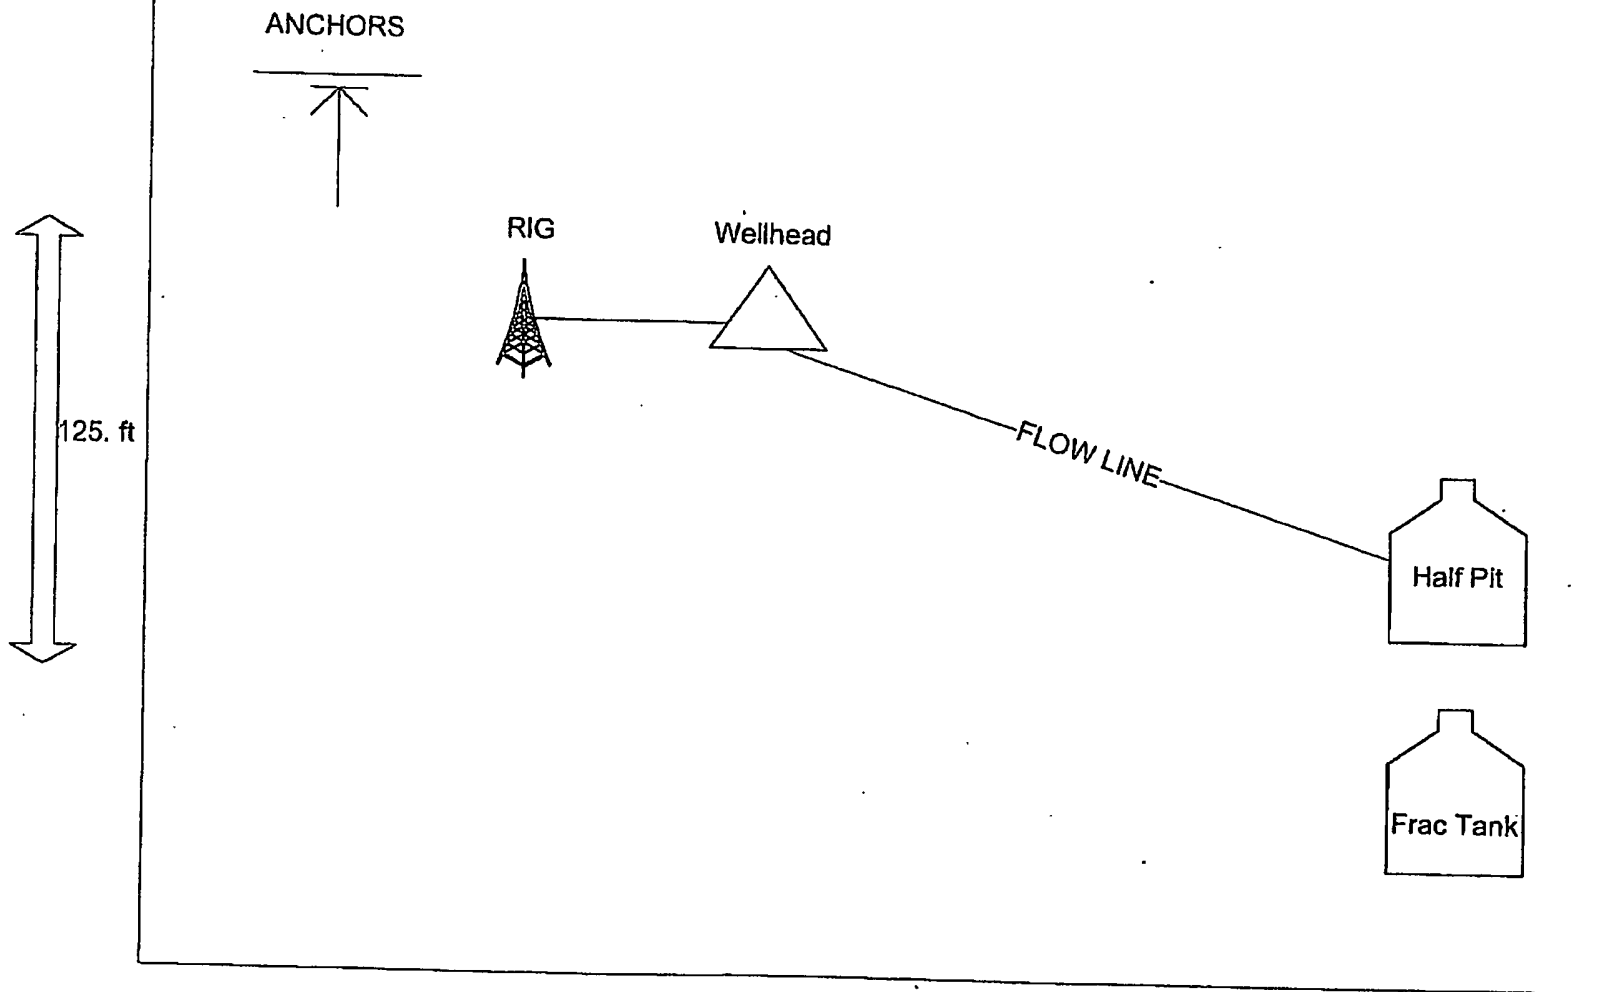 ANCHORS
RIG
Wellhead
125. ft
FLOW LINE
Half Pit
Frac Tank